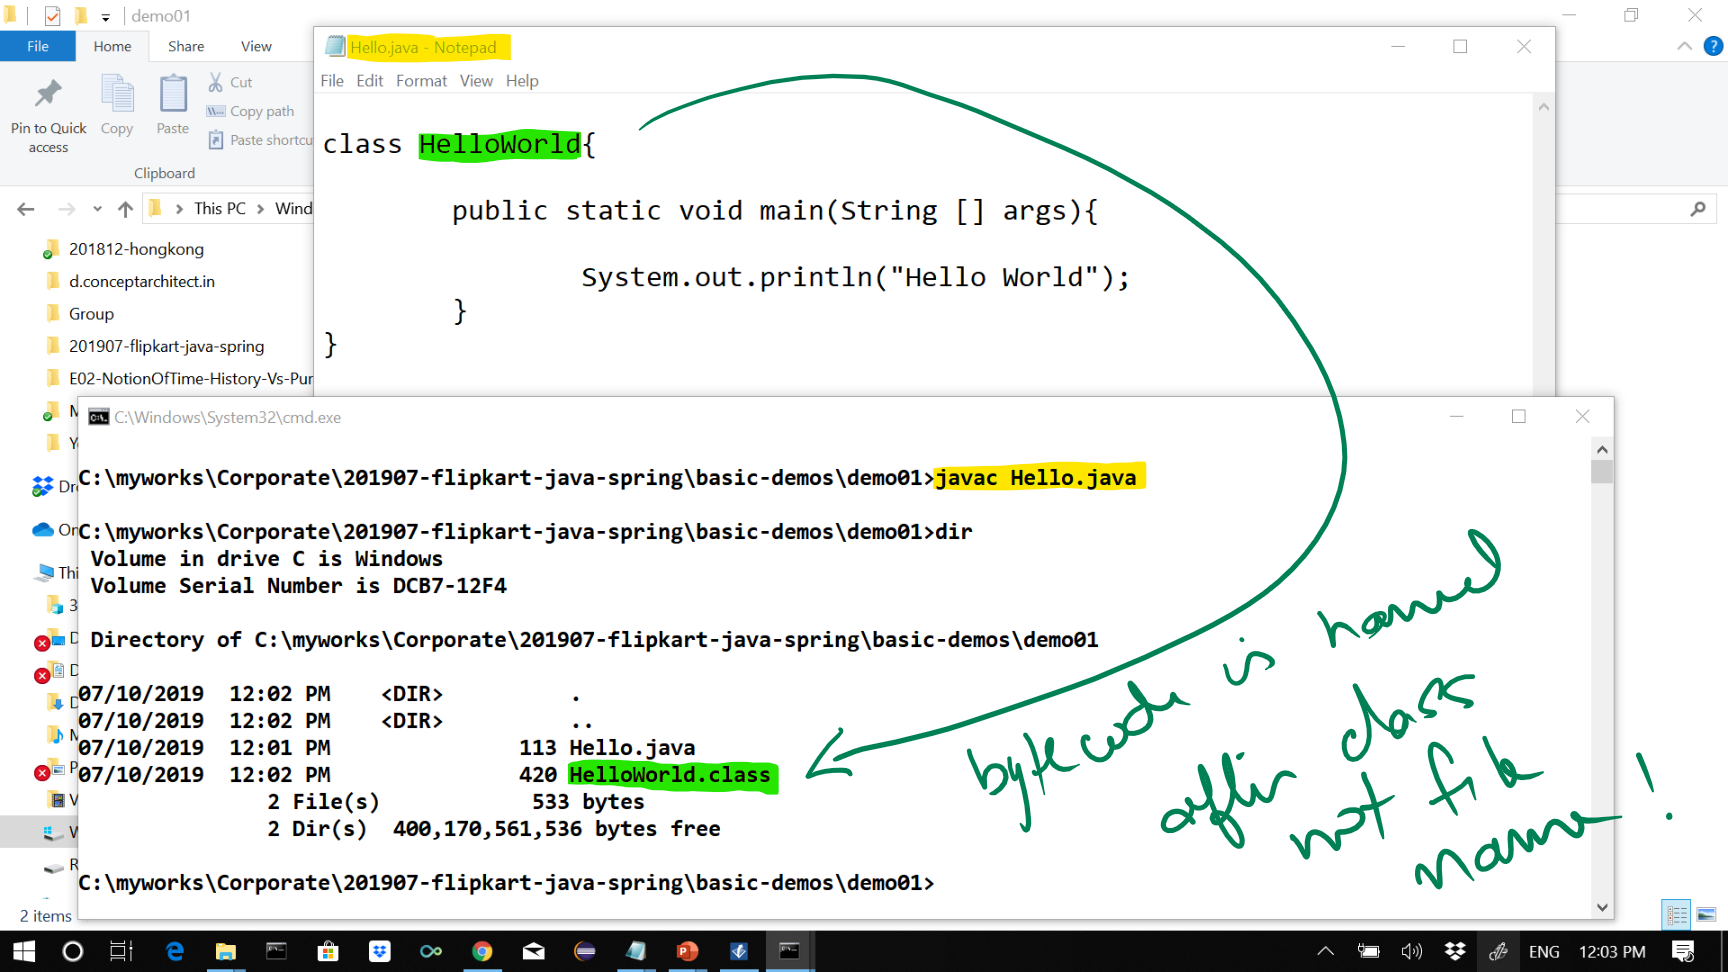 demo01
File Home Share View
Pin to Quick access
Copy
Paste
Cut
Copy path
Paste shortcu
Clipboard
This PC > Wind
201812-hongkong
d.conceptarchitect.in
Group
201907-flipkart-java-spring
E02-NotionOfTime-History-Vs-Pur
2 items
Hello.java - Notepad
File Edit Format View Help
class HelloWorld{
public static void main(String [] args){
System.out.println("Hello World");
}
}
C:\Windows\System32\cmd.exe
C:\myworks\Corporate\201907-flipkart-java-spring\basic-demos\demo01>javac Hello.java
C:\myworks\Corporate\201907-flipkart-java-spring\basic-demos\demo01>dir
Volume in drive C is Windows
Volume Serial Number is DCB7-12F4
Directory of C:\myworks\Corporate\201907-flipkart-java-spring\basic-demos\demo01
07/10/2019 12:02 PM <DIR> .
07/10/2019 12:02 PM <DIR> ..
07/10/2019 12:01 PM 113 Hello.java
07/10/2019 12:02 PM 420 HelloWorld.class
2 File(s) 533 bytes
2 Dir(s) 400,170,561,536 bytes free
C:\myworks\Corporate\201907-flipkart-java-spring\basic-demos\demo01>
byte code is named
after class
not file
name!
ENG 12:03 PM